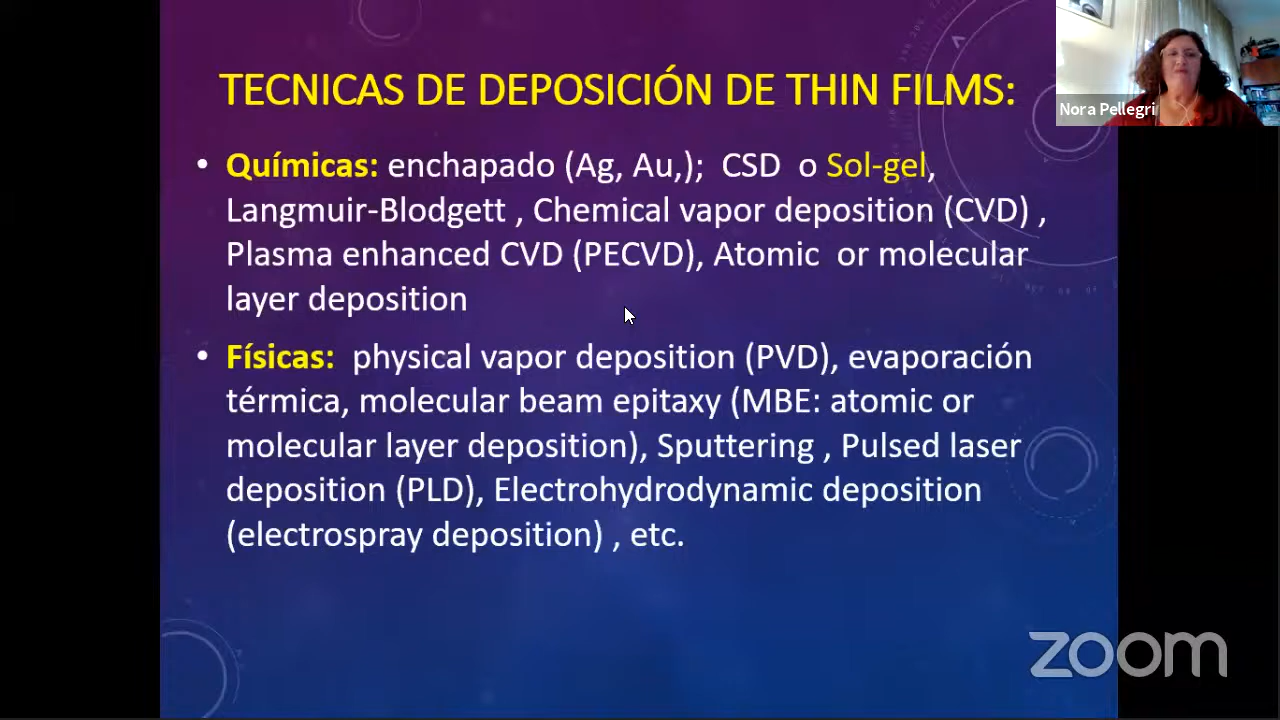 TECNICAS DE DEPOSICIÓN DE THIN FILMS:
• Químicas: enchapado (Ag, Au,); CSD o Sol-gel,
Langmuir-Blodgett , Chemical vapor deposition (CVD) ,
Plasma enhanced CVD (PECVD), Atomic or molecular
layer deposition
• Físicas: physical vapor deposition (PVD), evaporación
térmica, molecular beam epitaxy (MBE: atomic or
molecular layer deposition), Sputtering , Pulsed laser
deposition (PLD), Electrohydrodynamic deposition
(electrospray deposition) , etc.
Nora Pellegri
zoom